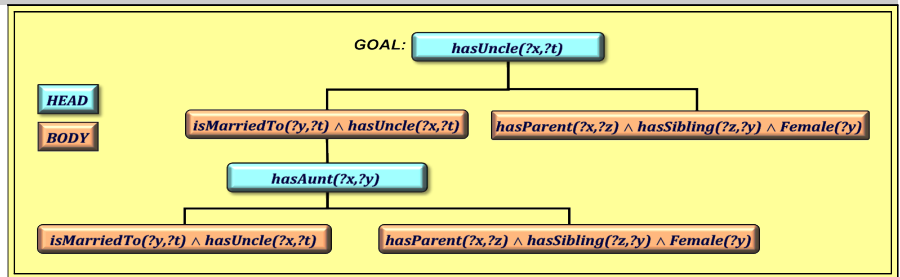 GOAL: hasUncle(?x,?t)
HEAD
BODY
isMarriedTo(?y,?t) ∧ hasUncle(?x,?t)
hasParent(?x,?z) ∧ hasSibling(?z,?y) ∧ Female(?y)
hasAunt(?x,?y)
isMarriedTo(?y,?t) ∧ hasUncle(?x,?t)
hasParent(?x,?z) ∧ hasSibling(?z,?y) ∧ Female(?y)